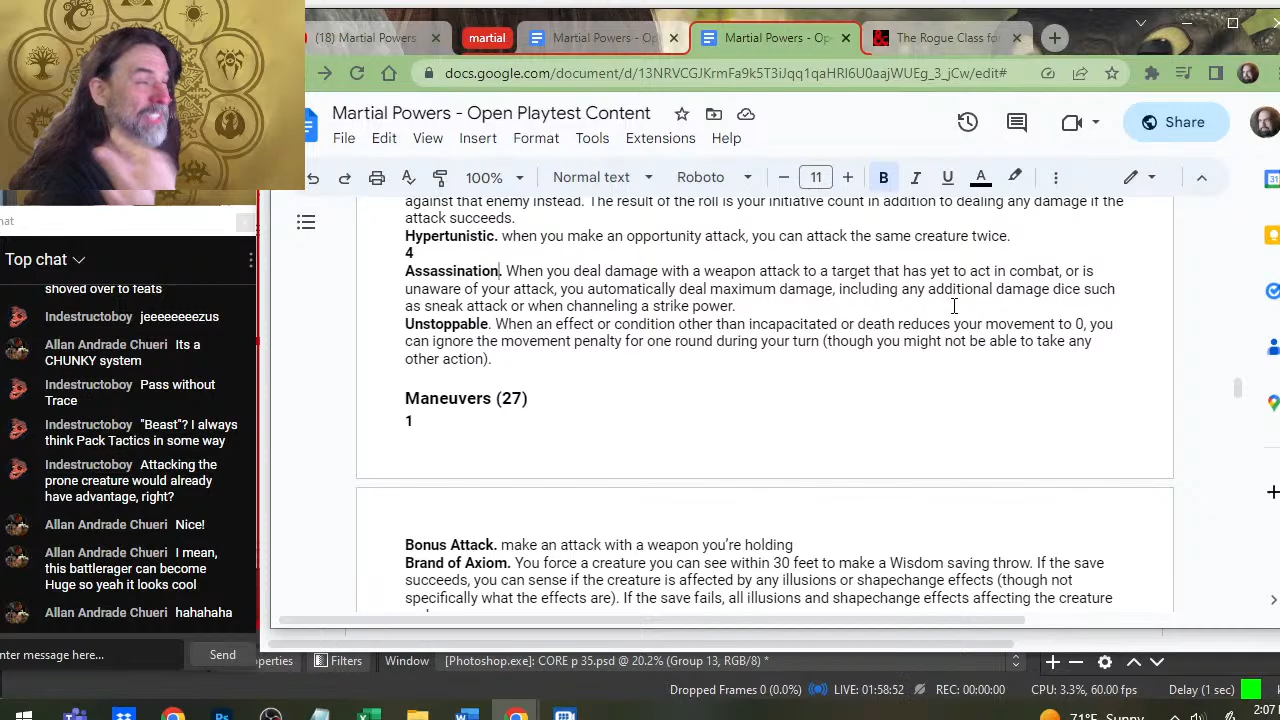 (18) Martial Powers
martial
Martial Powers - Op
Martial Powers - Op
The Rogue Class fo
docs.google.com/document/d/13NRVCGJKrmFa9k5T3iJqq1qaHPi6U0aajWUEg_3_jCw/edit#
Martial Powers - Open Playtest Content
File Edit View Insert Format Tools Extensions Help
Share
100% Normal text Roboto 11 B I U A
against that enemy instead. The result of the roll is your initiative count in addition to dealing any damage if the
attack succeeds.
Hypertunistic. when you make an opportunity attack, you can attack the same creature twice.
4
Assassination. When you deal damage with a weapon attack to a target that has yet to act in combat, or is
unaware of your attack, you automatically deal maximum damage, including any additional damage dice such
as sneak attack or when channeling a strike power.
Unstoppable. When an effect or condition other than incapacitated or death reduces your movement to 0, you
can ignore the movement penalty for one round during your turn (though you might not be able to take any
other action).
Maneuvers (27)
1
Bonus Attack. make an attack with a weapon you're holding
Brand of Axiom. You force a creature you can see within 30 feet to make a Wisdom saving throw. If the save
succeeds, you can sense if the creature is affected by any illusions or shapechange effects (though not
specifically what the effects are). If the save fails, all illusions and shapechange effects affecting the creature
hat
Top chat
shoved over to feats
Indestructoboy jeeeeeeezus
Allan Andrade Chueri Its a
CHUNKY system
Indestructoboy Pass without
Trace
Indestructoboy "Beast"? I always
think Pack Tactics in some way
Indestructoboy Attacking the
prone creature would already
have advantage, right?
Allan Andrade Chueri Nice!
Allan Andrade Chueri I mean,
this battlerager can become
Huge so yeah it looks cool
Allan Andrade Chueri hahahaha
nter message here...
Send
operties
Filters
Window
[Photoshop.exe]: CORE p 35.psd @ 20.2% (Group 13, RGB/8) *
Dropped Frames 0 (0.0%)
LIVE: 01:58:52
REC: 00:00:00
CPU: 3.3%, 60.00 fps
Delay (1 sec)
71°F Sunny
2:07